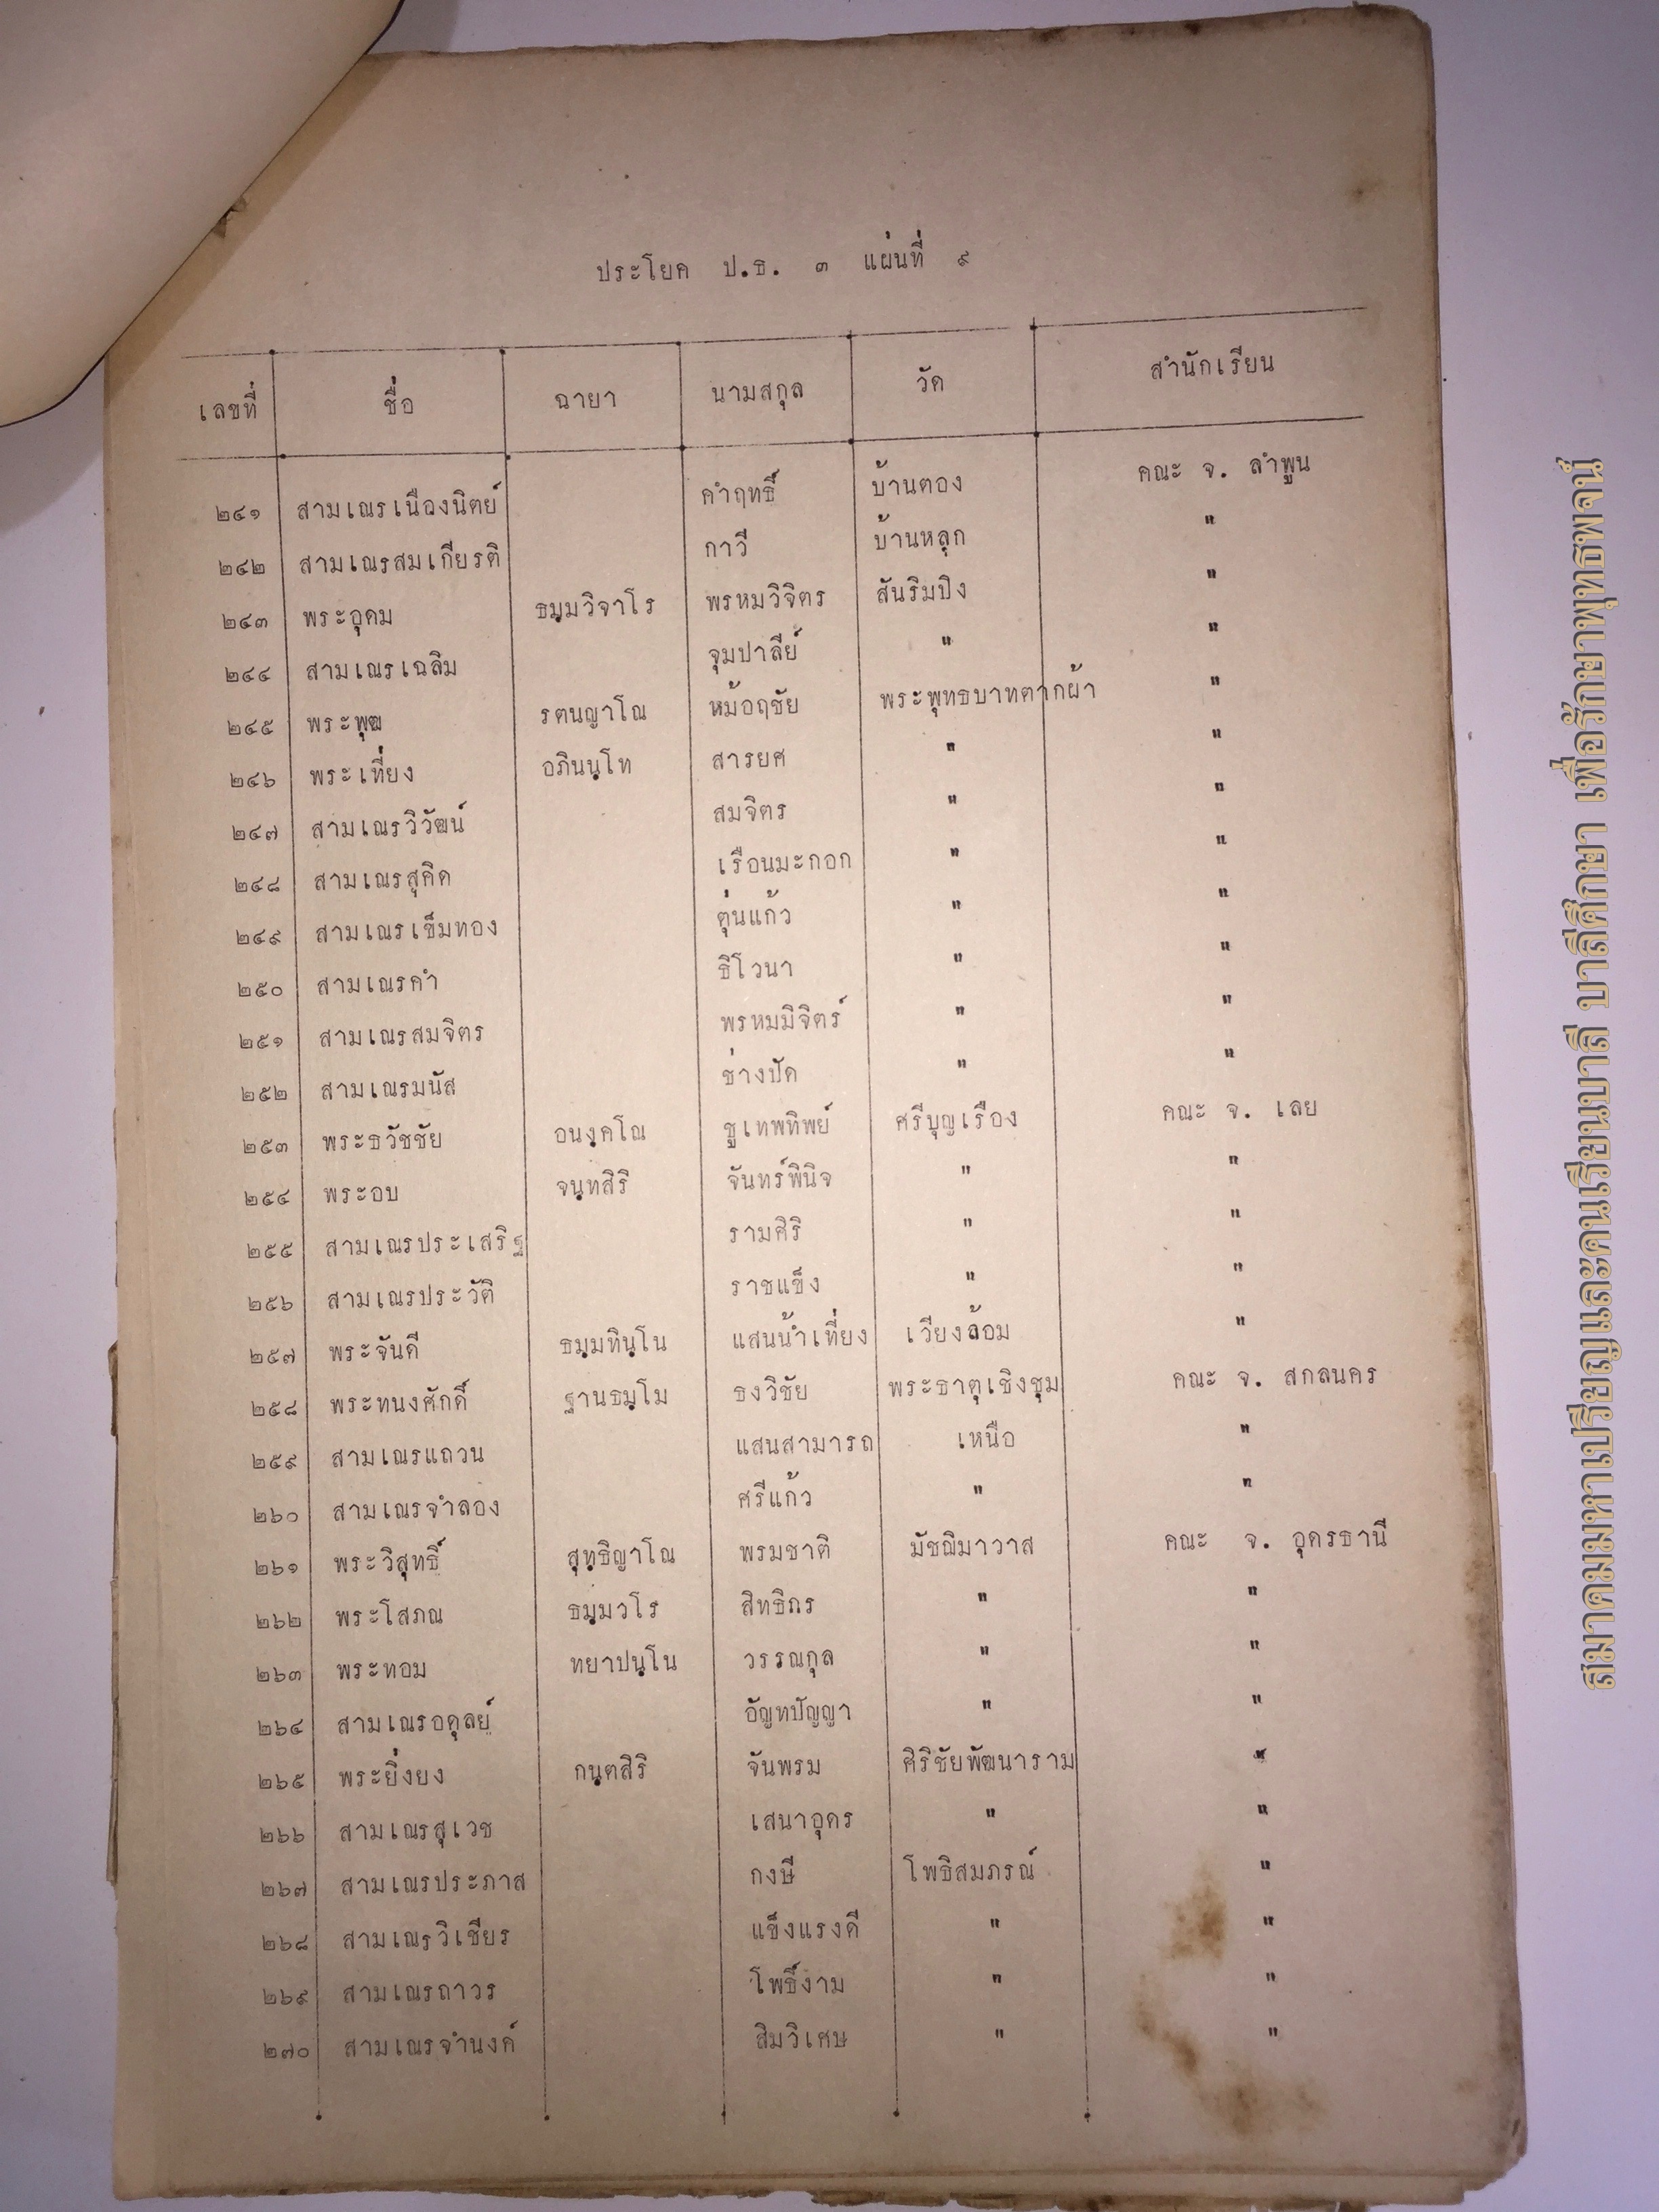 ประโยค ป.ธ. ๓ แผ่นที่ ๙
เลขที่ ชื่อ ฉายา นามสกุล วัด สำนักเรียน
๒๔๑ สามเณรเนืองนิตย์ คำฤทธิ์ บ้านตอง คณะ จ. ลำพูน
๒๔๒ สามเณรสมเกียรติ กาวี บ้านหลุก "
๒๔๓ พระอุดม ธมฺมวิจาโร พรหมวิจิตร สันริมปิง "
๒๔๔ สามเณรเฉลิม จุมปาลีย์ " "
๒๔๕ พระพุฒ รตนญาโณ หม้อฤชัย พระพุทธบาทตากผ้า "
๒๔๖ พระเที่ยง อภินนฺโท สารยศ " "
๒๔๗ สามเณรวิวัฒน์ สมจิตร " "
๒๔๘ สามเณรสุคิด เรือนมะกอก " "
๒๔๙ สามเณรเข็มทอง ตุ่นแก้ว " "
๒๕๐ สามเณรคำ ธิโวนา " "
๒๕๑ สามเณรสมจิตร พรหมมิจิตร์ " "
๒๕๒ สามเณรมนัส ช่างปัด " "
๒๕๓ พระธวัชชัย อนงฺคโณ ชูเทพทิพย์ ศรีบุญเรือง คณะ จ. เลย
๒๕๔ พระอบ จนฺทสิริ จันทร์พินิจ " "
๒๕๕ สามเณรประเสริฐ รามศิริ " "
๒๕๖ สามเณรประวัติ ราชแข็ง " "
๒๕๗ พระจันดี ธมฺมทินฺโน แสนน้ำเที่ยง เวียงล้อม "
๒๕๘ พระทนงศักดิ์ ฐานธมฺโม ธงวิชัย พระธาตุเชิงชุม คณะ จ. สกลนคร
๒๕๙ สามเณรแถวน แสนสามารถ เหนือ "
๒๖๐ สามเณรจำลอง ศรีแก้ว " "
๒๖๑ พระวิสุทธิ์ สุทฺธิญาโณ พรมชาติ มัชฌิมาวาส คณะ จ. อุดรธานี
๒๖๒ พระโสภณ ธมฺมวโร สิทธิกร " "
๒๖๓ พระทอม ทยาปนฺโน วรรณกุล " "
๒๖๔ สามเณรอดุลย์ อัญทปัญญา " "
๒๖๕ พระยิ่งยง กนฺตสิริ จันพรม ศิริชัยพัฒนาราม "
๒๖๖ สามเณรสุเวช เสนาอุดร " "
๒๖๗ สามเณรประภาส กงษี โพธิสมภรณ์ "
๒๖๘ สามเณรวิเชียร แข็งแรงดี " "
๒๖๙ สามเณรถาวร โพธิ์งาม " "
๒๗๐ สามเณรจำนงค์ สิมวิเศษ " "
สมาคมมหาเปรียญและคนเรียนบาลี บาลีศึกษา เพื่อรักษาพุทธพจน์